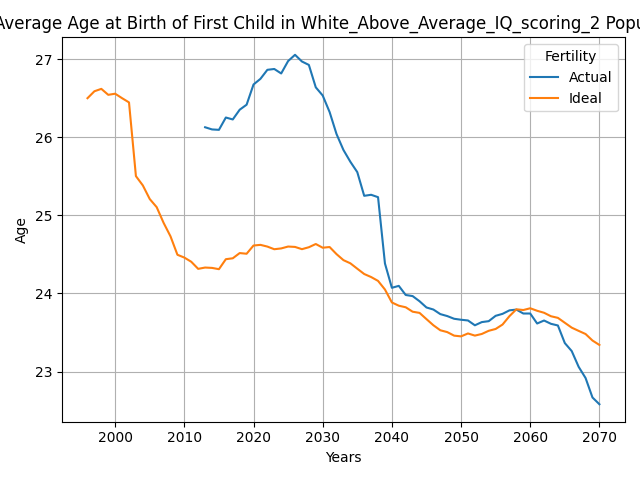 Average Age at Birth of First Child in White_Above_Average_IQ_scoring_2
27
26
25
24
23
Age
Fertility
Actual
Ideal
2000 2010 2020 2030 2040 2050 2060 2070
Years